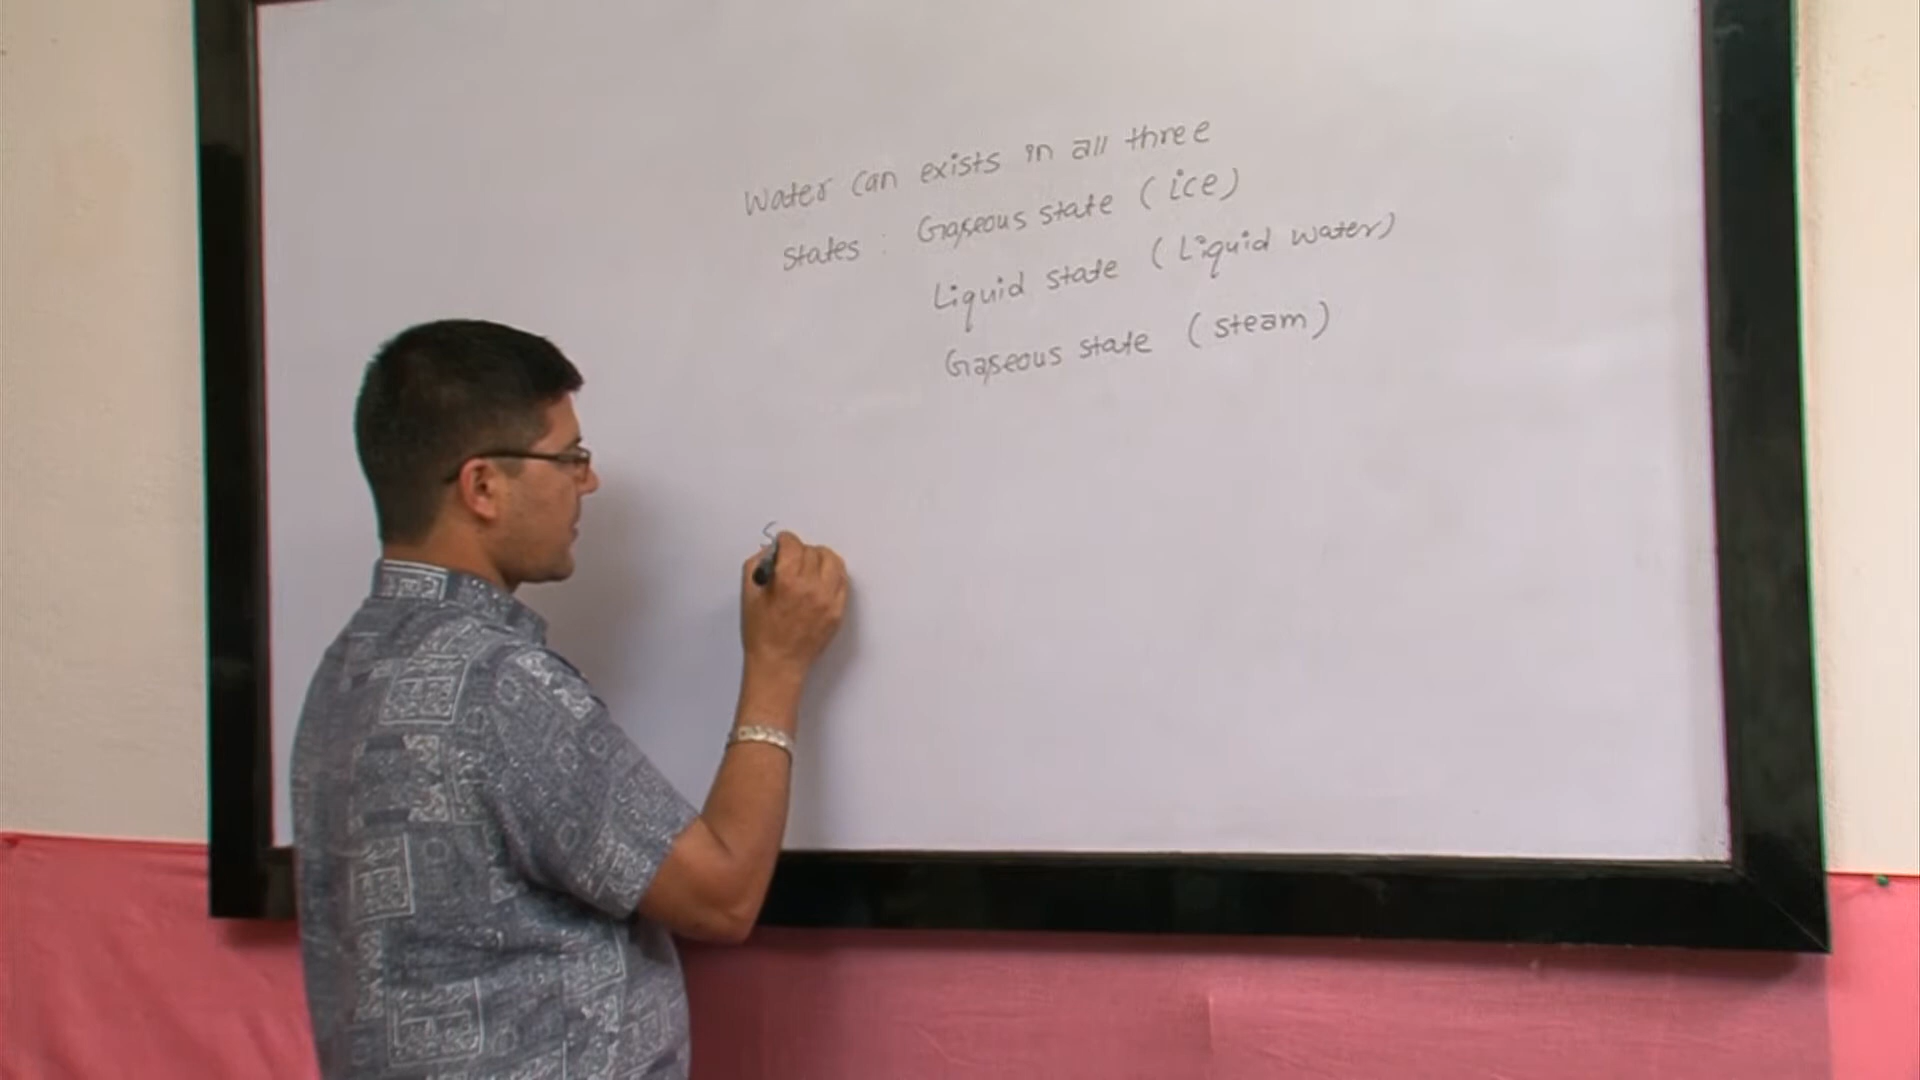 Water can exists in all three
states : Gaseous state (ice)
Liquid state (Liquid water)
Gaseous state (steam)
S